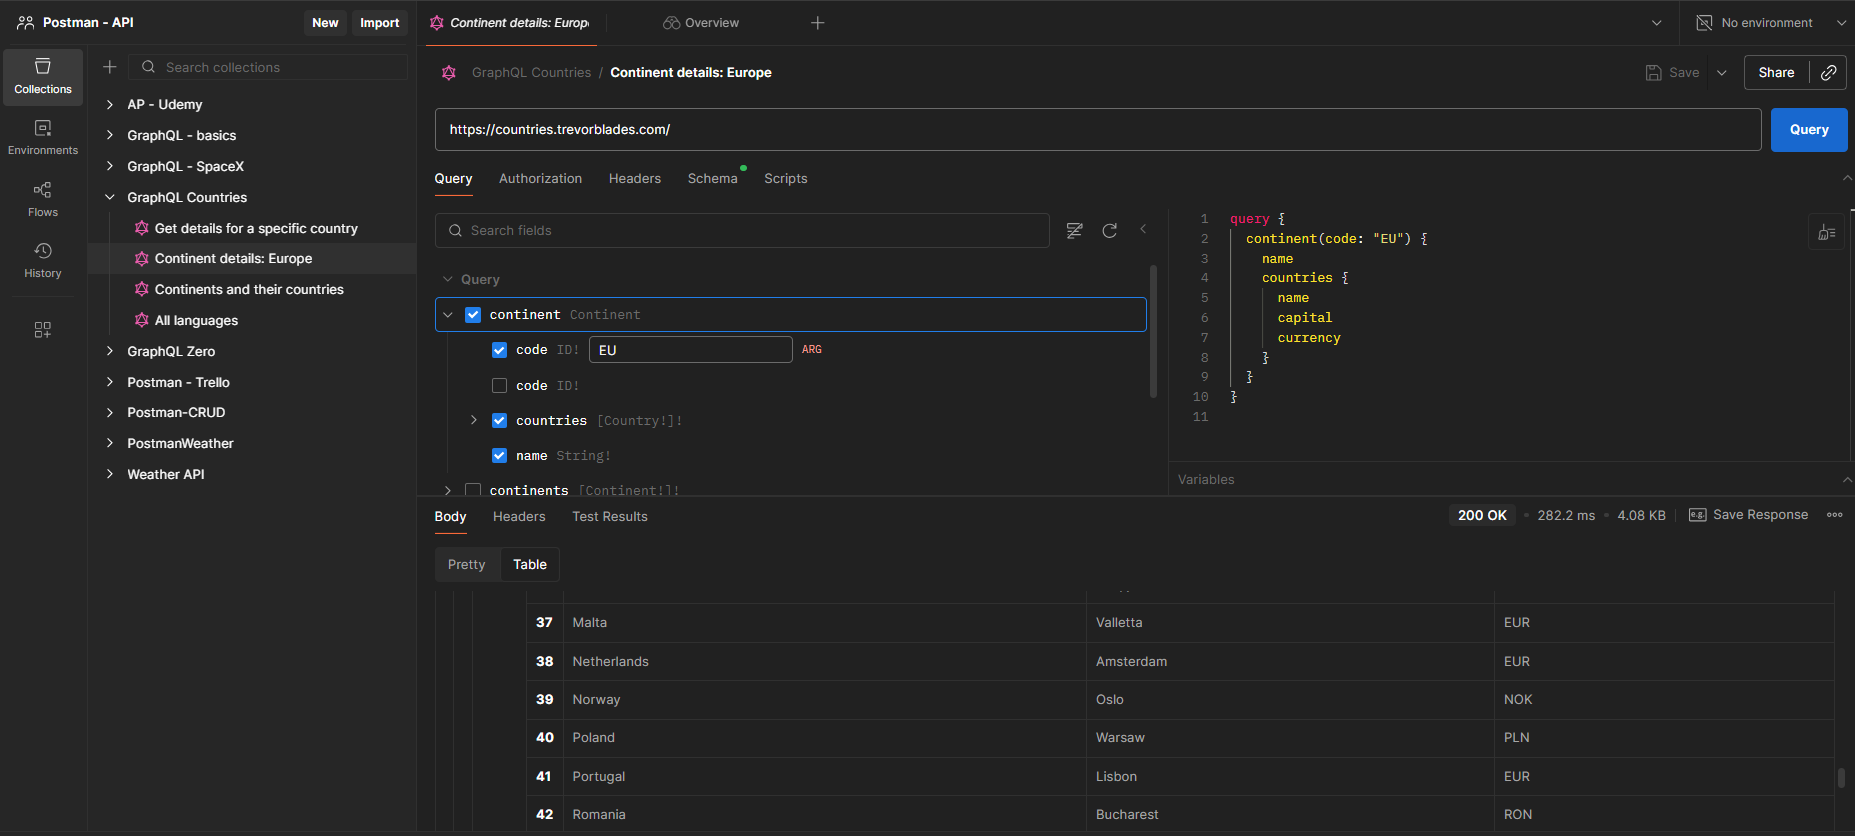 Postman - API
New
Import
Continent details: Europ
Overview
No environment
Collections
Environments
Flows
History
Search collections
AP - Udemy
GraphQL - basics
GraphQL - SpaceX
GraphQL Countries
Get details for a specific country
Continent details: Europe
Continents and their countries
All languages
GraphQL Zero
Postman - Trello
Postman-CRUD
PostmanWeather
Weather API
GraphQL Countries / Continent details: Europe
Save
Share
https://countries.trevorblades.com/
Query
Query
Authorization
Headers
Schema
Scripts
Search fields
Query
continent Continent
code ID! EU ARG
code ID!
countries [Country!]!
name String!
continents [Continent!]!
1 query {
2 continent(code: "EU") {
3 name
4 countries {
5 name
6 capital
7 currency
8 }
9 }
10 }
11
Variables
Body
Headers
Test Results
200 OK
282.2 ms
4.08 KB
e.g.
Save Response
Pretty
Table
37 Malta Valletta EUR
38 Netherlands Amsterdam EUR
39 Norway Oslo NOK
40 Poland Warsaw PLN
41 Portugal Lisbon EUR
42 Romania Bucharest RON